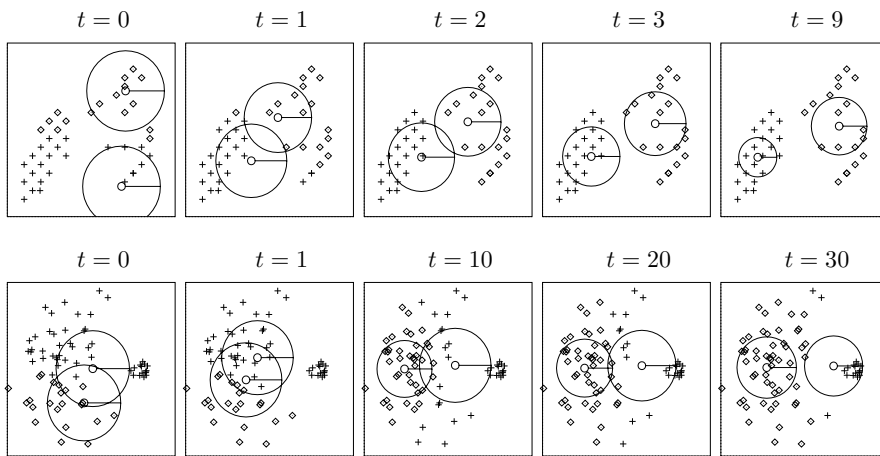 t = 0
t = 1
t = 2
t = 3
t = 9
t = 0
t = 1
t = 10
t = 20
t = 30